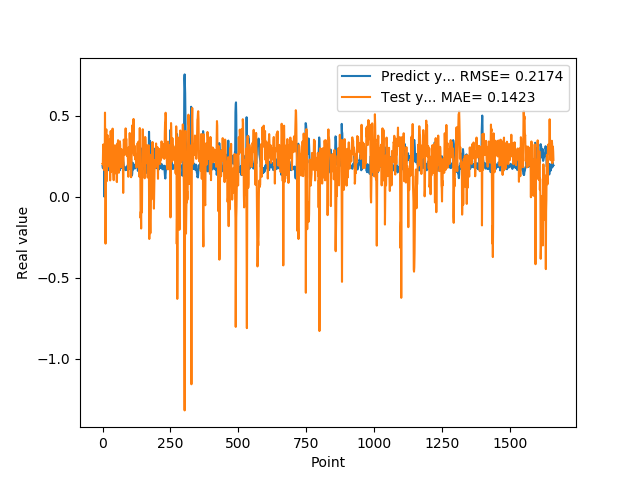 Predict y... RMSE= 0.2174
Test y... MAE= 0.1423
0.5
0.0
−0.5
−1.0
Real value
0 250 500 750 1000 1250 1500
Point